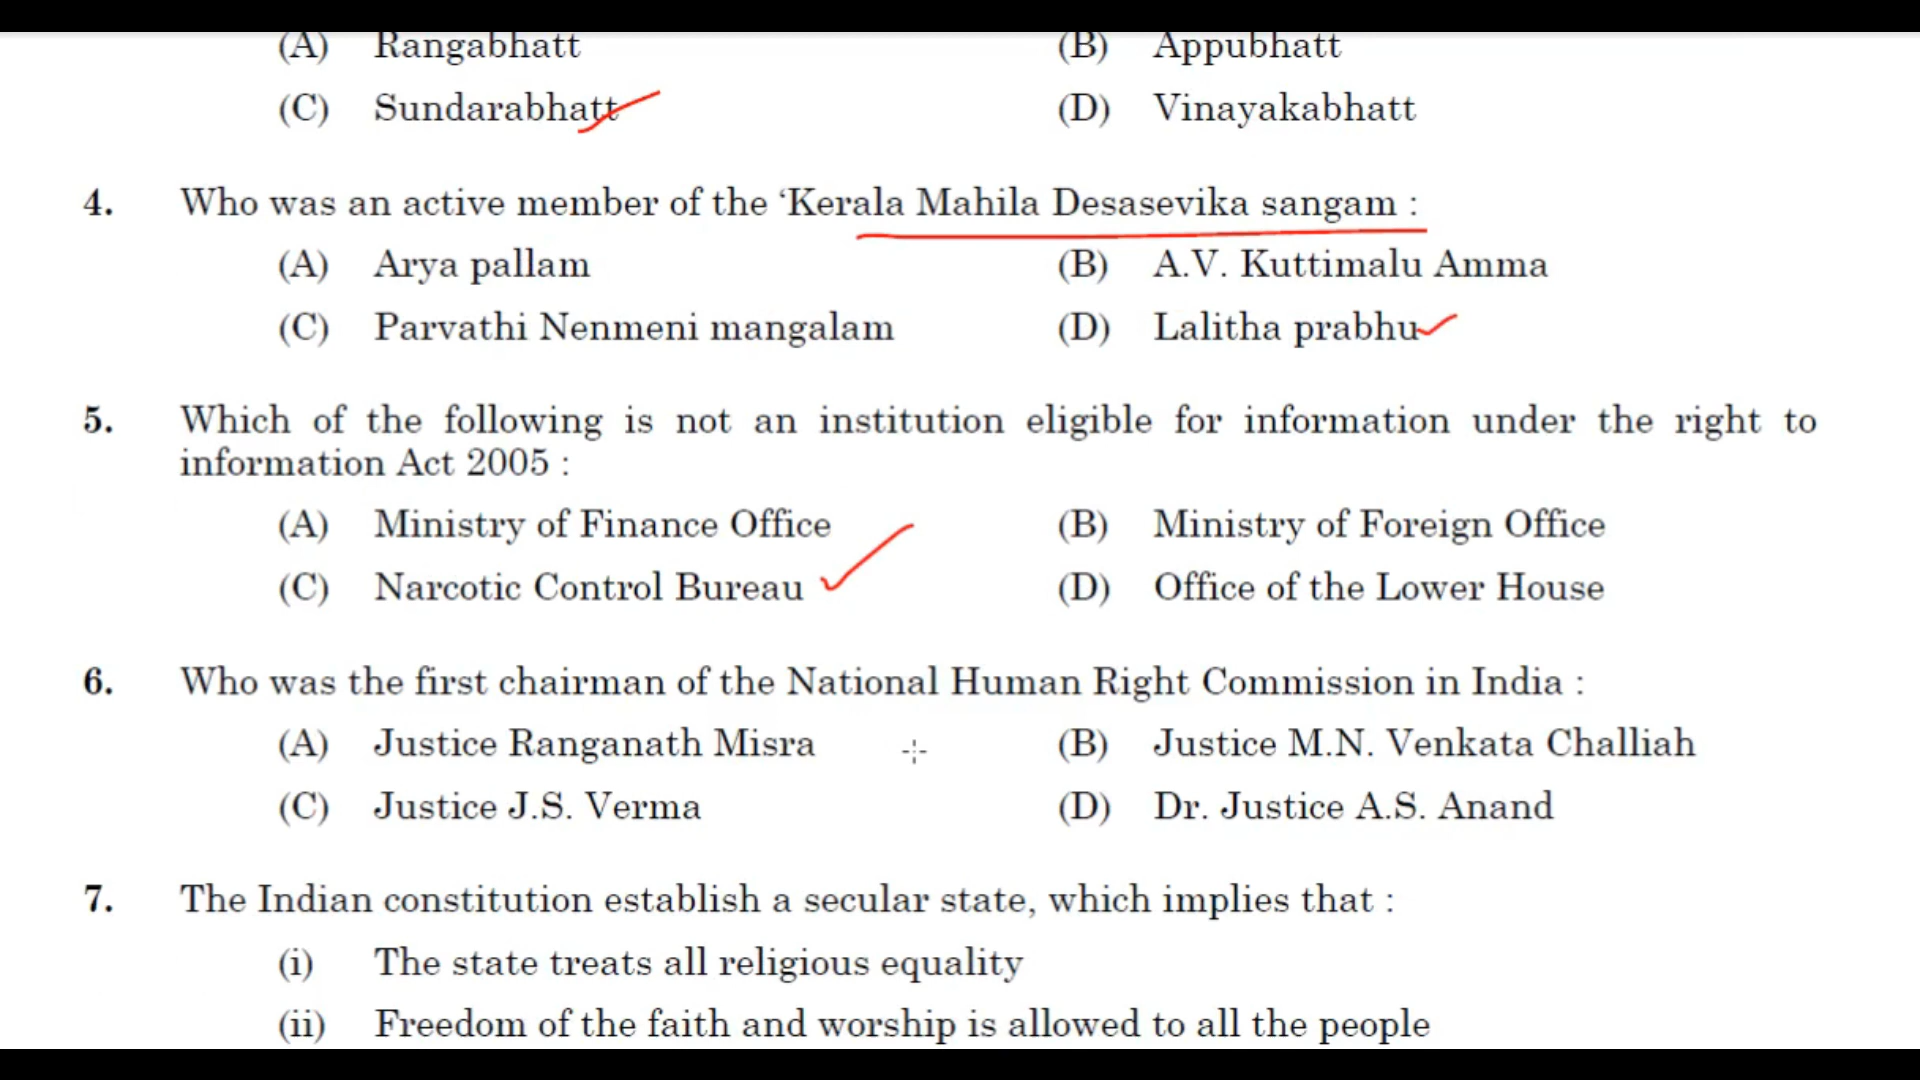 (A) Rangabhatt (B) Appubhatt
(C) Sundarabhatt (D) Vinayakabhatt
4. Who was an active member of the ‘Kerala Mahila Desasevika sangam :
(A) Arya pallam (B) A.V. Kuttimalu Amma
(C) Parvathi Nenmeni mangalam (D) Lalitha prabhu
5. Which of the following is not an institution eligible for information under the right to
information Act 2005 :
(A) Ministry of Finance Office (B) Ministry of Foreign Office
(C) Narcotic Control Bureau (D) Office of the Lower House
6. Who was the first chairman of the National Human Right Commission in India :
(A) Justice Ranganath Misra (B) Justice M.N. Venkata Challiah
(C) Justice J.S. Verma (D) Dr. Justice A.S. Anand
7. The Indian constitution establish a secular state, which implies that :
(i) The state treats all religious equality
(ii) Freedom of the faith and worship is allowed to all the people